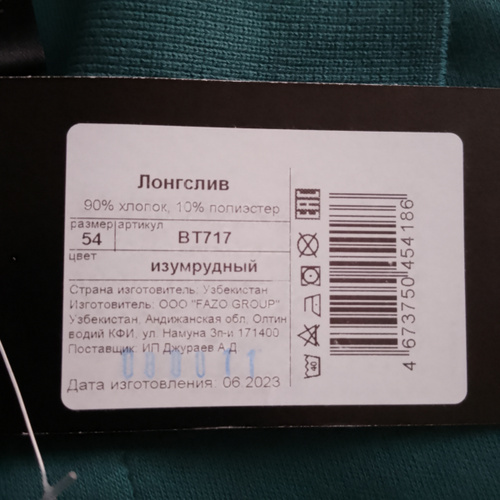 Лонгслив
90% хлопок, 10% полиэстер
размер артикул
54 BT717
цвет
изумрудный
Страна изготовитель: Узбекистан
Изготовитель: ООО "FAZO GROUP"
Узбекистан, Андижанская обл. Олтин
водий КФИ, ул. Намуна 3п-и 171400
Поставщик: ИП Джураев А.Д
Дата изготовления: 06.2023
EAC
40
4 673750 454186